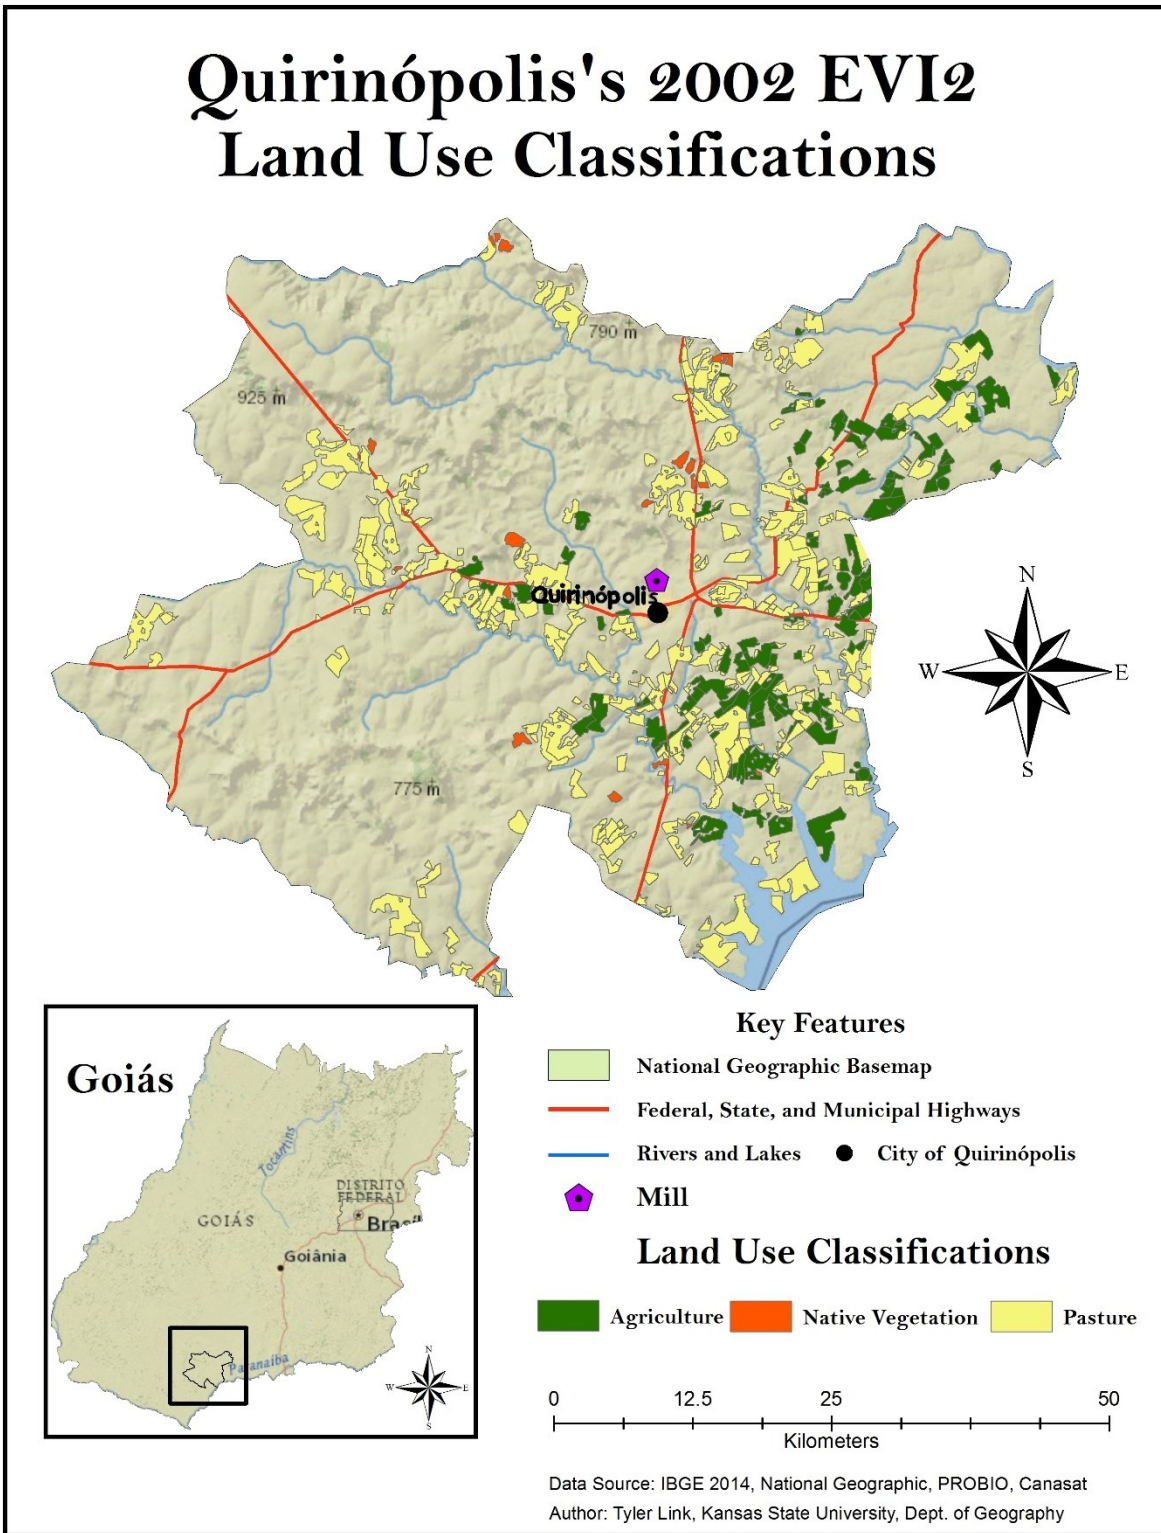 Quirinópolis's 2002 EVI2
Land Use Classifications
790 m
925 m
Quirinópolis
775 m
N
W
E
S
Goiás
Tocantins
DISTRITO
FEDERAL
GOIÁS
Brasíl
Goiânia
Paranaíba
N
W
E
S
Key Features
National Geographic Basemap
Federal, State, and Municipal Highways
Rivers and Lakes
City of Quirinópolis
Mill
Land Use Classifications
Agriculture
Native Vegetation
Pasture
0 12.5 25 50
Kilometers
Data Source: IBGE 2014, National Geographic, PROBIO, Canasat
Author: Tyler Link, Kansas State University, Dept. of Geography